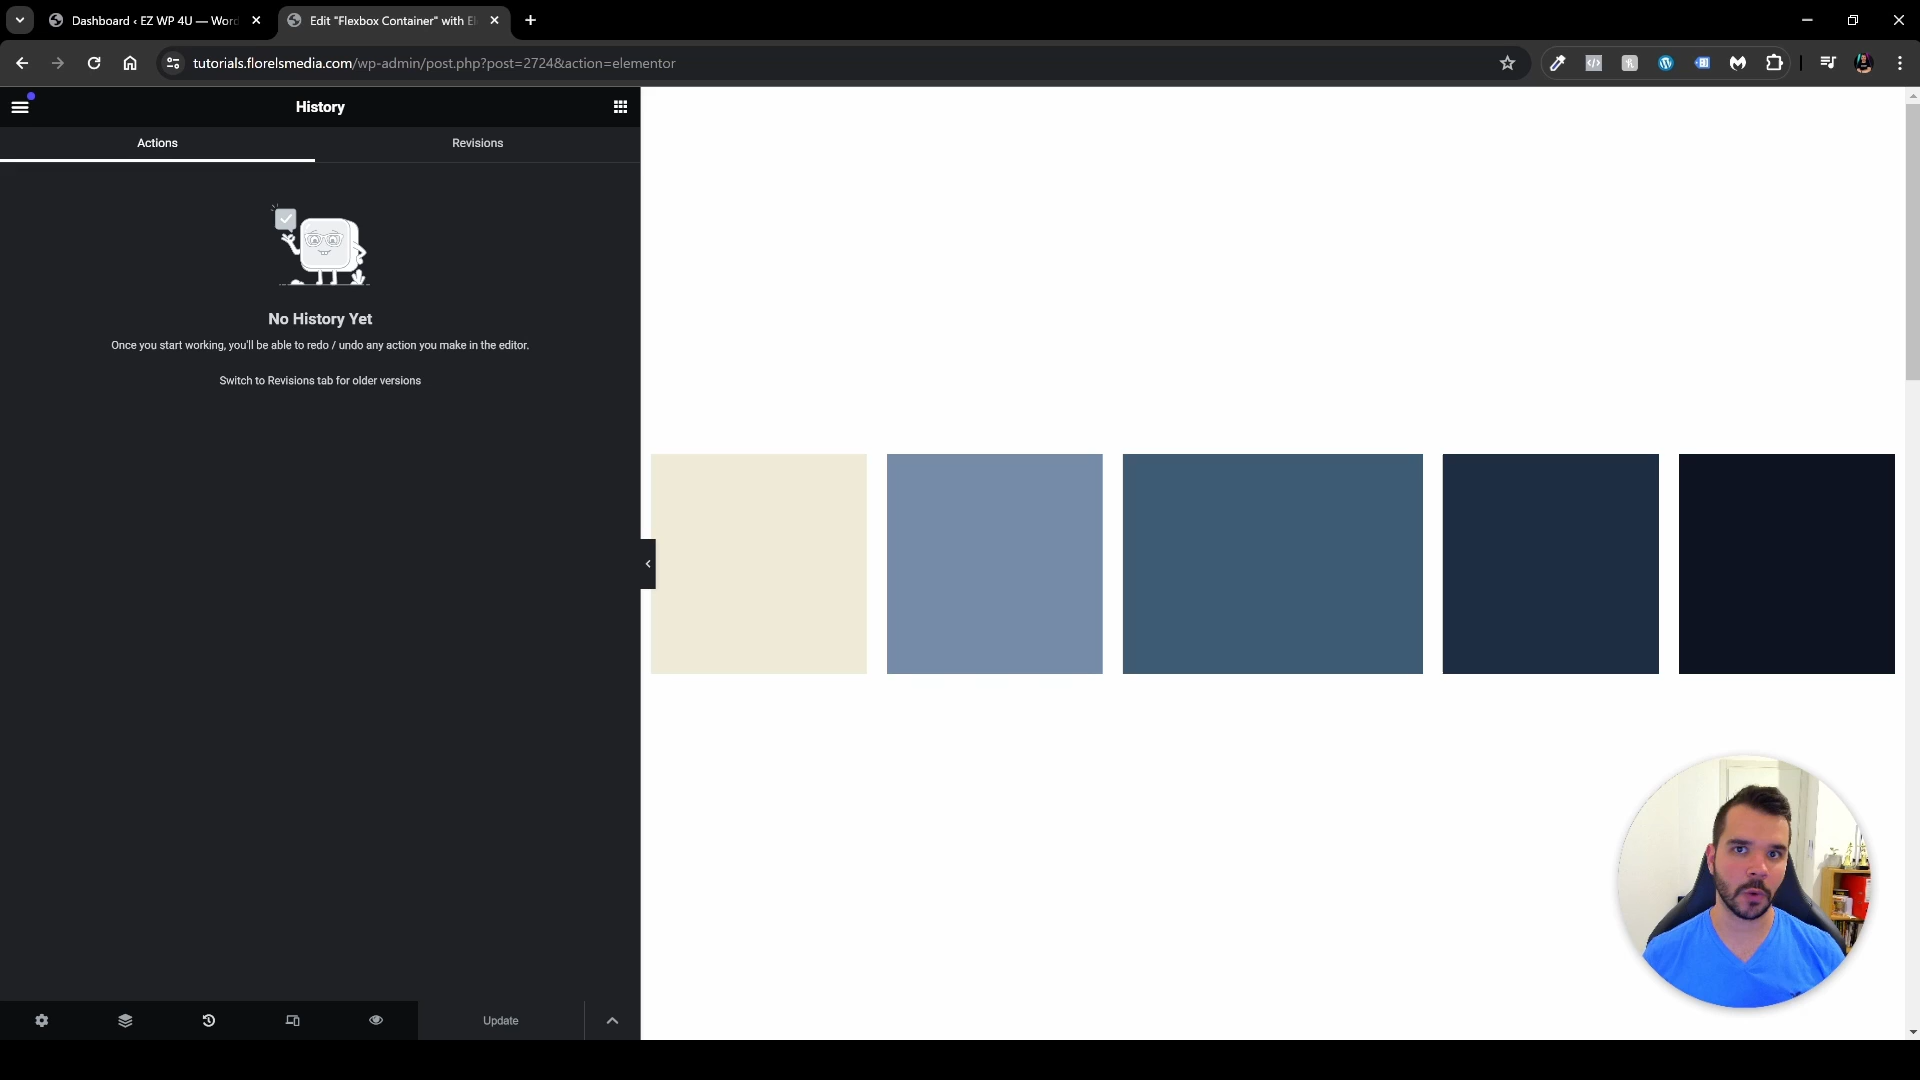 Dashboard ‹ EZ WP 4U — Word
Edit "Flexbox Container" with El
tutorials.florelsmedia.com/wp-admin/post.php?post=2724&action=elementor
History
Actions
Revisions
No History Yet
Once you start working, you'll be able to redo / undo any action you make in the editor.
Switch to Revisions tab for older versions
Update